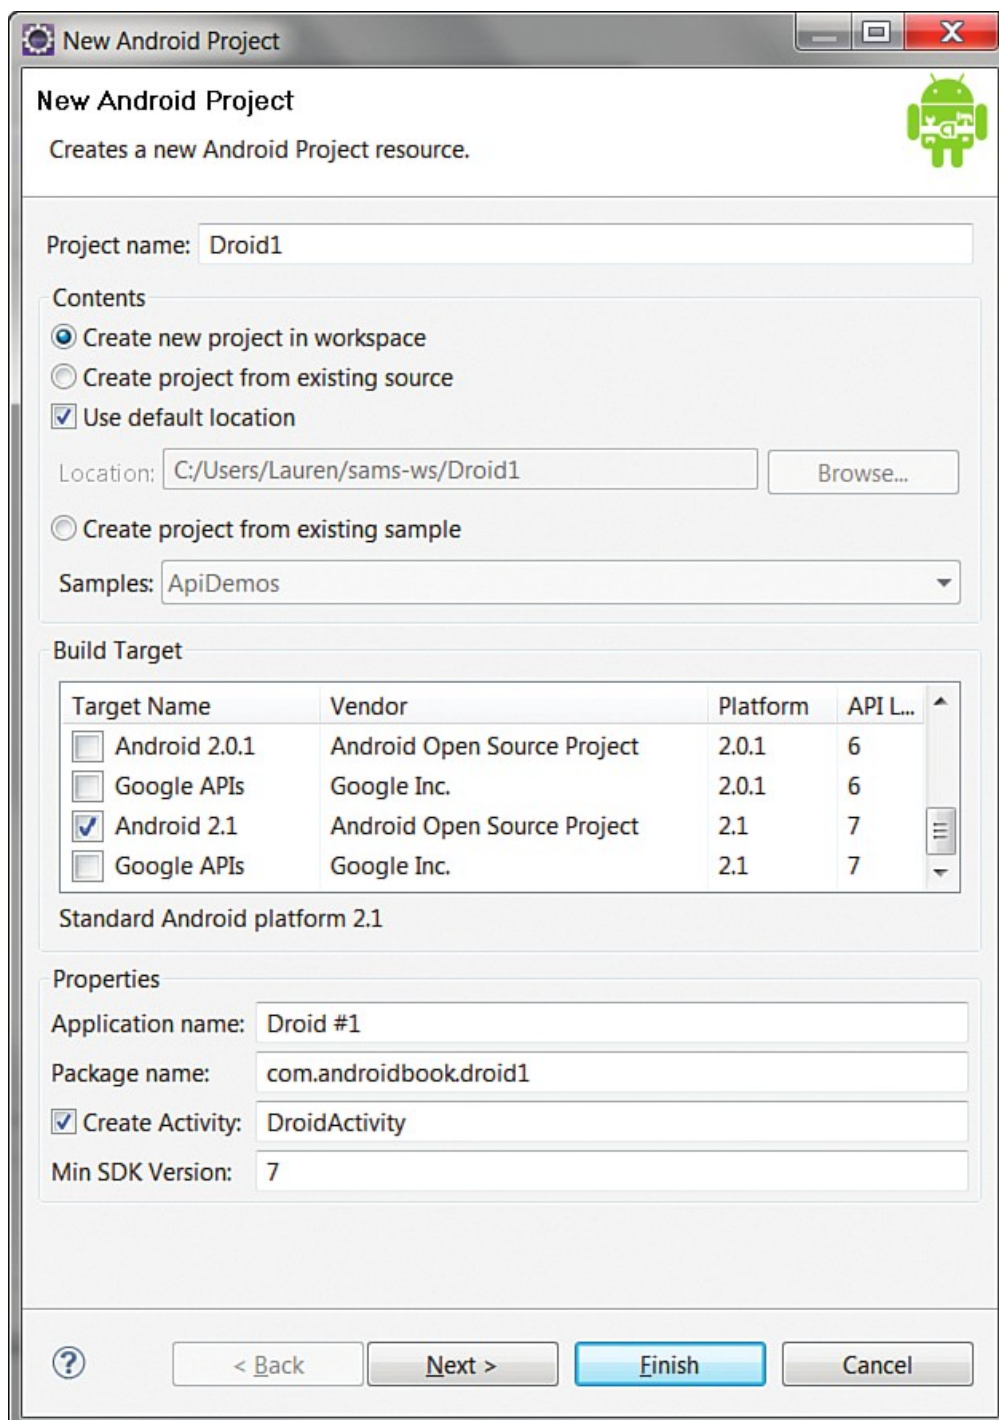 New Android Project
New Android Project
Creates a new Android Project resource.
Project name: Droid1
Contents
Create new project in workspace
Create project from existing source
Use default location
Location: C:/Users/Lauren/sams-ws/Droid1 Browse...
Create project from existing sample
Samples: ApiDemos
Build Target
Target Name Vendor Platform API L...
Android 2.0.1 Android Open Source Project 2.0.1 6
Google APIs Google Inc. 2.0.1 6
Android 2.1 Android Open Source Project 2.1 7
Google APIs Google Inc. 2.1 7
Standard Android platform 2.1
Properties
Application name: Droid #1
Package name: com.androidbook.droid1
Create Activity: DroidActivity
Min SDK Version: 7
? < Back Next > Finish Cancel